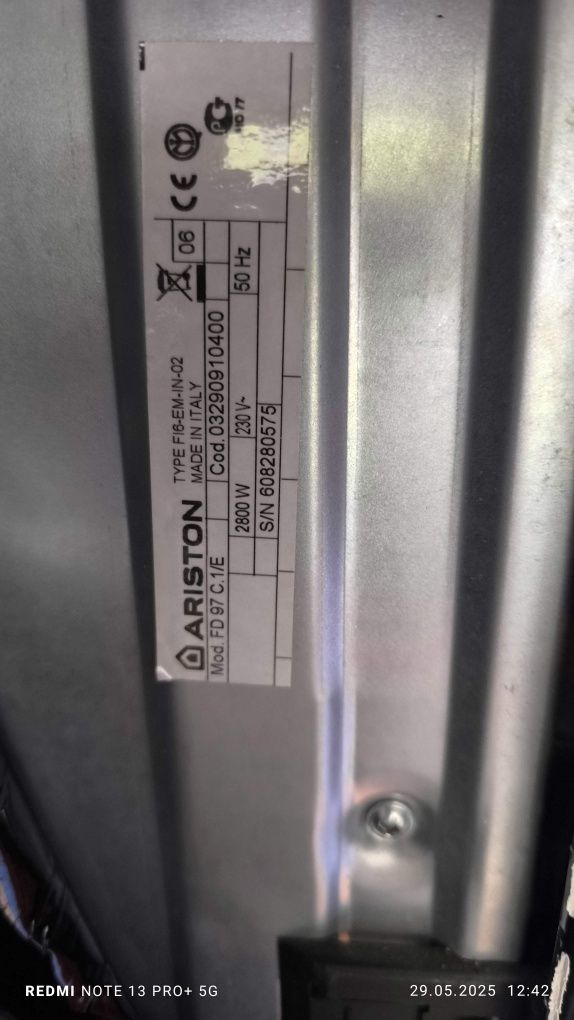 ARISTON
TYPE FI6-EM-IN-02
MADE IN ITALY
06
CE
PG
Mod. FD 97 C.1/E
Cod. 03290910400
2800 W
230 V~
50 Hz
S/N 608280575
REDMI NOTE 13 PRO+ 5G
29.05.2025 12:42